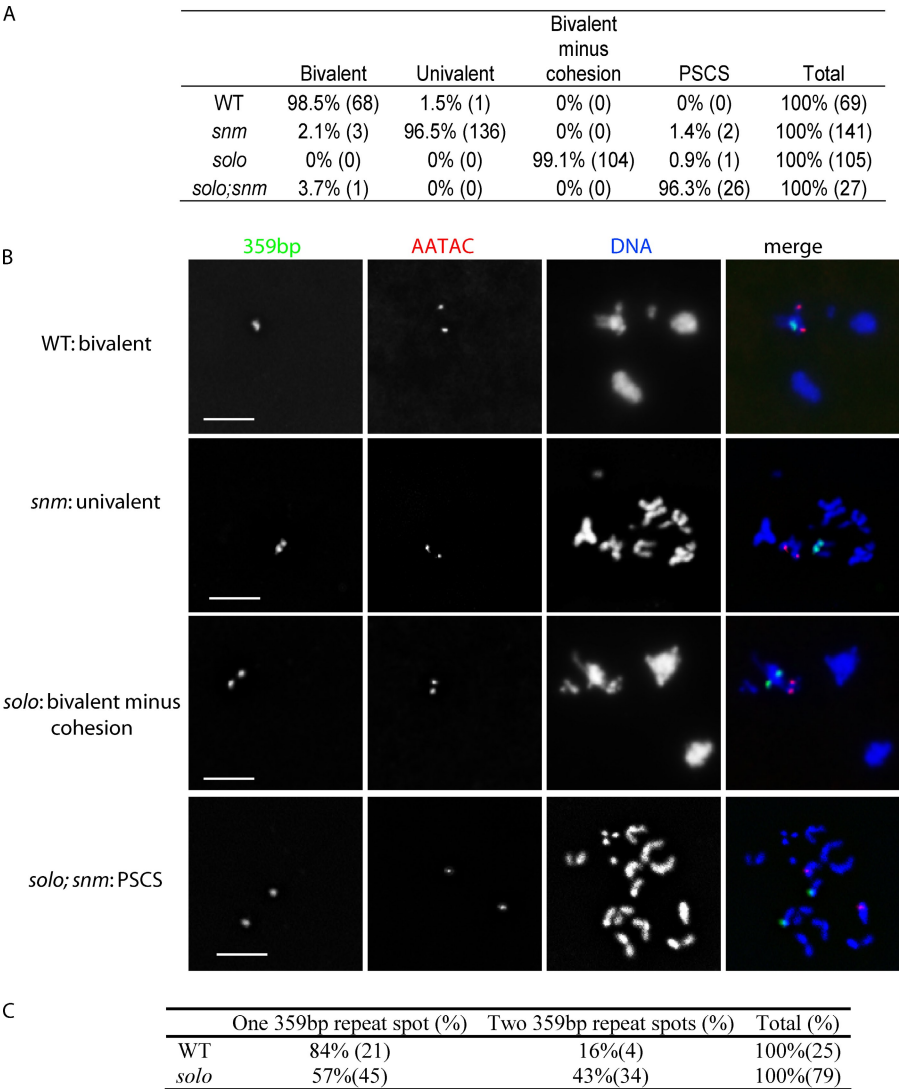 A
Bivalent Univalent Bivalent minus cohesion PSCS Total
WT 98.5% (68) 1.5% (1) 0% (0) 0% (0) 100% (69)
snm 2.1% (3) 96.5% (136) 0% (0) 1.4% (2) 100% (141)
solo 0% (0) 0% (0) 99.1% (104) 0.9% (1) 100% (105)
solo;snm 3.7% (1) 0% (0) 0% (0) 96.3% (26) 100% (27)
B
359bp AATAC DNA merge
WT: bivalent
snm: univalent
solo: bivalent minus
cohesion
solo; snm: PSCS
C
One 359bp repeat spot (%) Two 359bp repeat spots (%) Total (%)
WT 84% (21) 16%(4) 100%(25)
solo 57%(45) 43%(34) 100%(79)